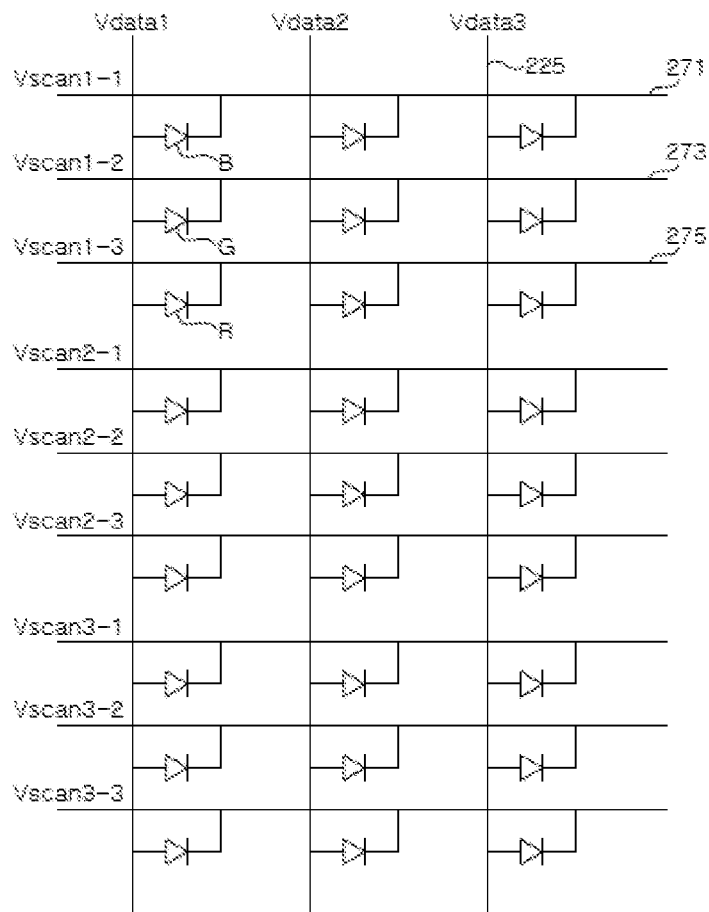 Vdata1 Vdata2 Vdata3
225
Vscan1-1 271
B
Vscan1-2 273
G
Vscan1-3 275
R
Vscan2-1
Vscan2-2
Vscan2-3
Vscan3-1
Vscan3-2
Vscan3-3